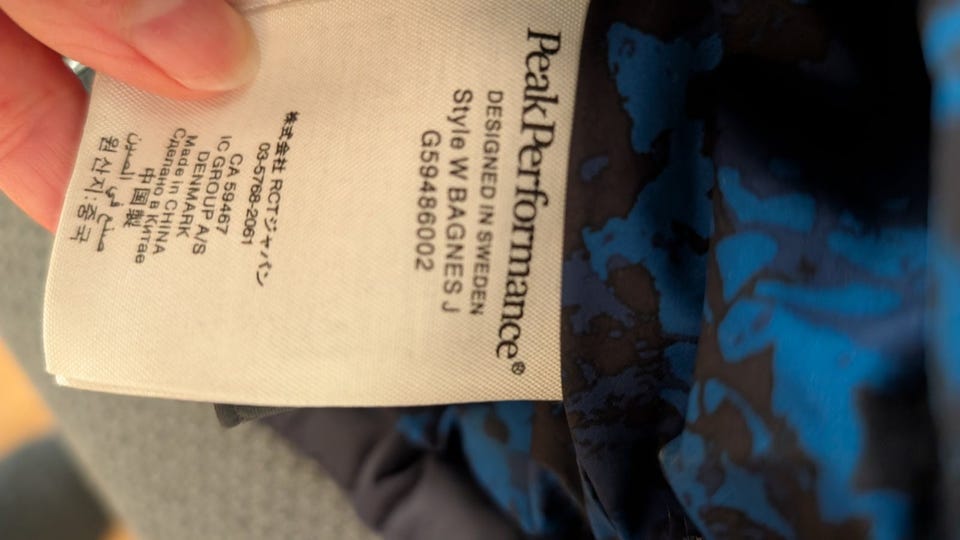 PeakPerformance®
DESIGNED IN SWEDEN
Style W BAGNES J
G59486002
株式会社 RCTジャパン
03-5768-2061
CA 59467
IC GROUP A/S
DENMARK
Made in CHINA
Сделано в Китае
中国製
صنع في الصين
원산지:중국